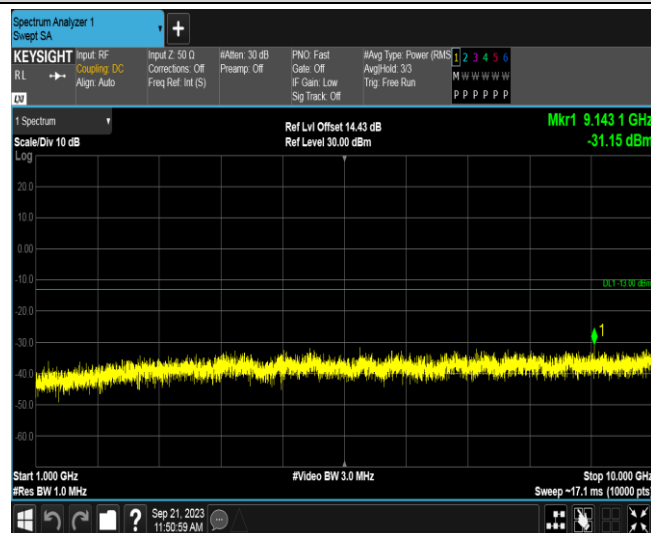 Spectrum Analyzer 1
Swept SA
+
KEYSIGHT
RL
LXI
Input: RF
Coupling: DC
Align: Auto
Input Z: 50 Ω
Corrections: Off
Freq Ref: Int (S)
#Atten: 30 dB
Preamp: Off
PNO: Fast
Gate: Off
IF Gain: Low
Sig Track: Off
#Avg Type: Power (RMS
Avg|Hold: 3/3
Trig: Free Run
1 2 3 4 5 6
M W W W W W
P P P P P P
1 Spectrum
Scale/Div 10 dB
Log
Ref Lvl Offset 14.43 dB
Ref Level 30.00 dBm
Mkr1 9.143 1 GHz
-31.15 dBm
20.0
10.0
0.00
-10.0
DL1 -13.00 dBm
-20.0
-30.0
1
-40.0
-50.0
-60.0
Start 1.000 GHz
#Res BW 1.0 MHz
#Video BW 3.0 MHz
Stop 10.000 GHz
Sweep ~17.1 ms (10000 pts)
?
Sep 21, 2023
11:50:59 AM